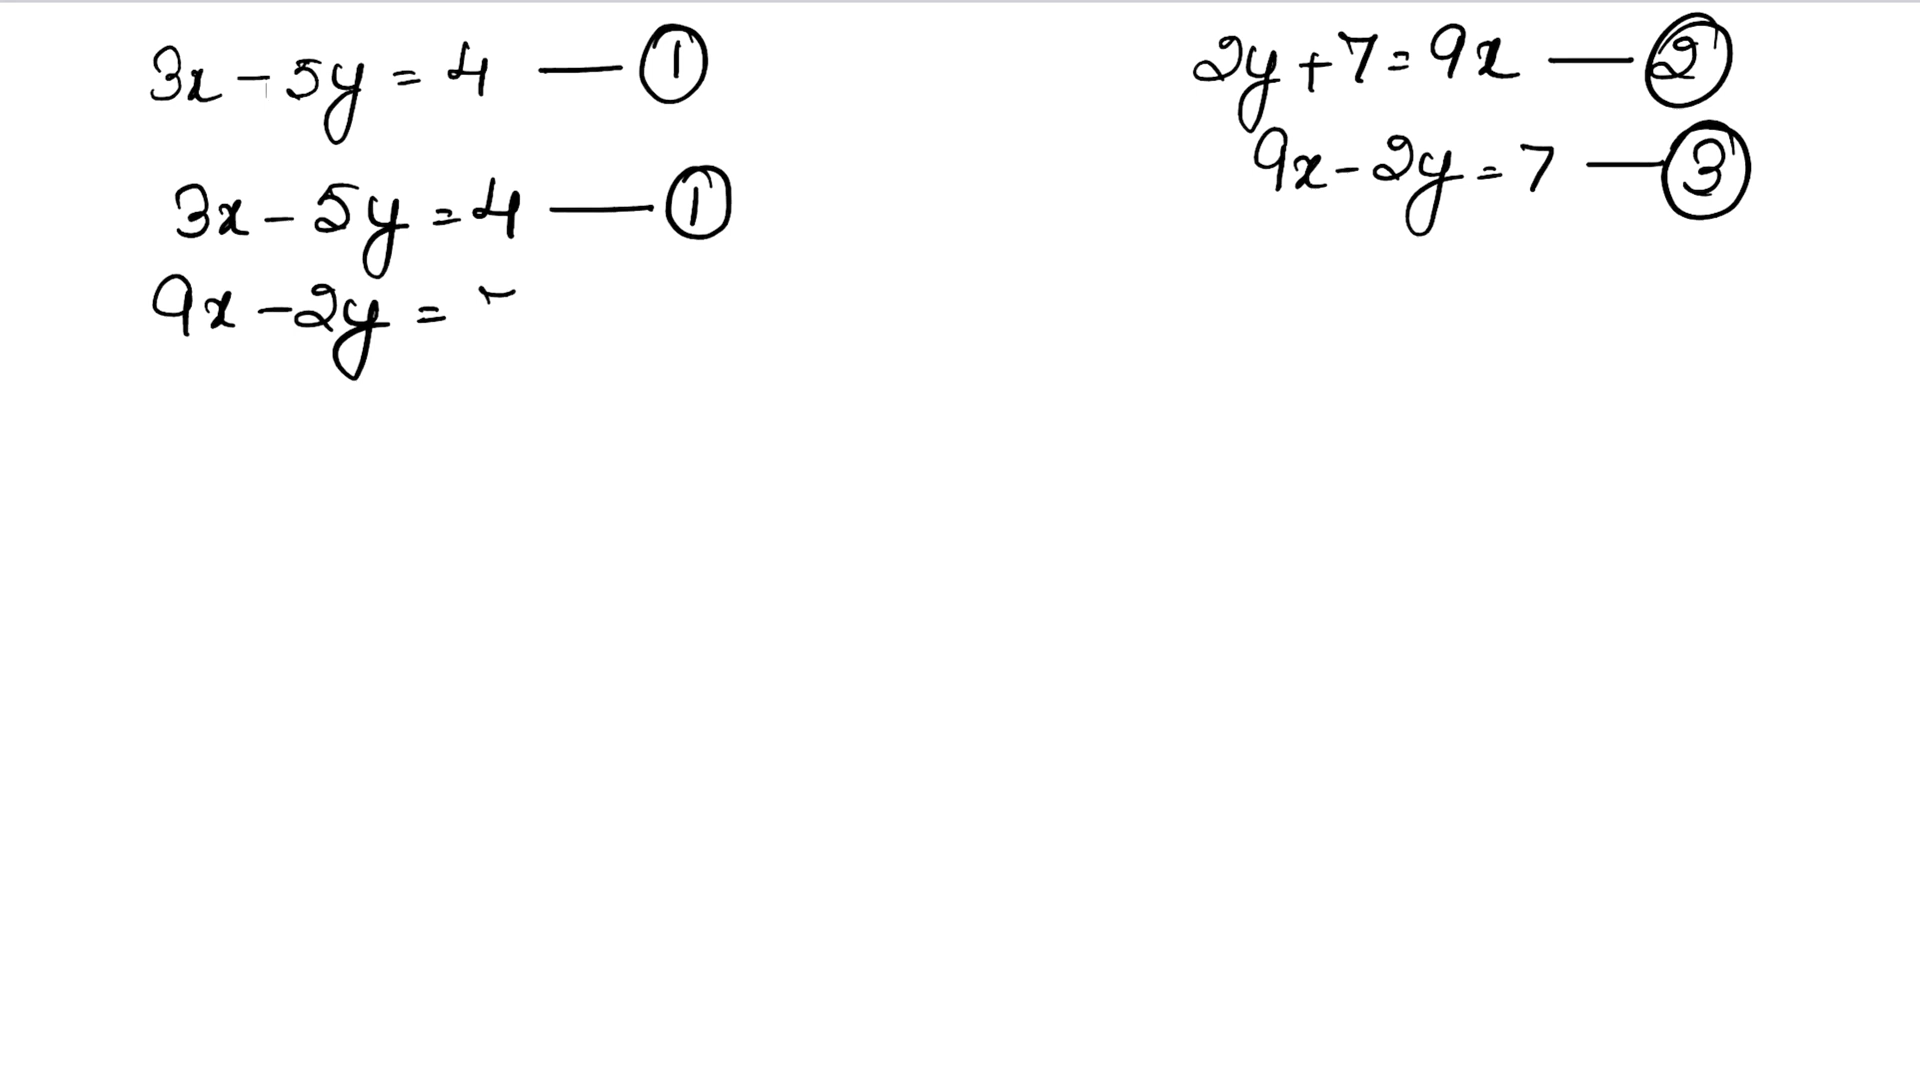 3x - 5y = 4 — ①
2y + 7 = 9x — ②
9x - 2y = 7 — ③
3x - 5y = 4 — ①
9x - 2y =